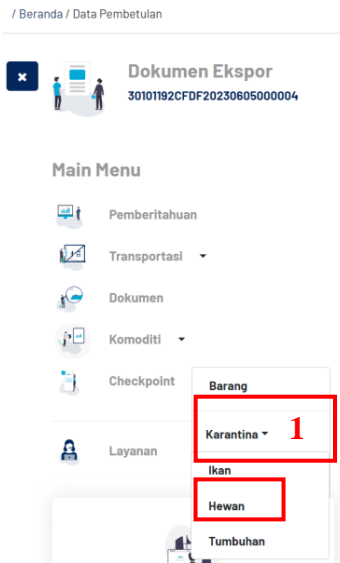 / Beranda / Data Pembetulan
×
Dokumen Ekspor
30101192CFDF20230605000004
Main Menu
Pemberitahuan
Transportasi
Dokumen
Komoditi
Checkpoint
Barang
Karantina 1
Layanan
Ikan
Hewan
Tumbuhan